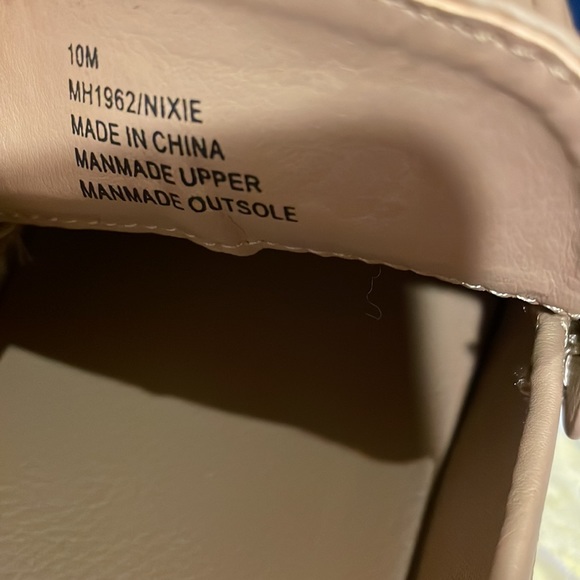 10M
MH1962/NIXIE
MADE IN CHINA
MANMADE UPPER
MANMADE OUTSOLE